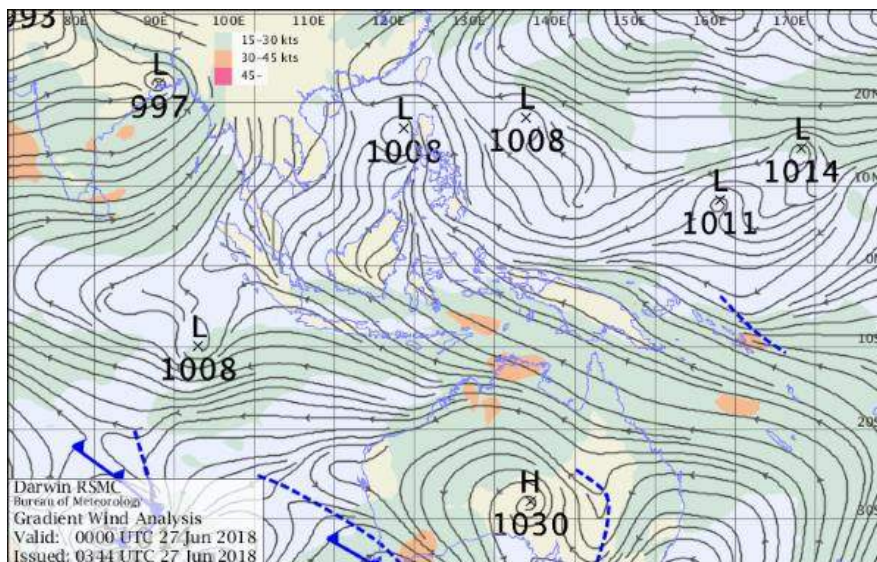 993
80E 90E 100E 110E 120E 130E 140E 150E 160E 170E
15-30 kts
30-45 kts
45-
L
997
L
1008
L
1008
20N
L
1014
10N
L
1011
0N
L
1008
10S
20S
H
1030
30S
Darwin RSMC
Bureau of Meteorology
Gradient Wind Analysis
Valid: 0000 UTC 27 Jun 2018
Issued: 0344 UTC 27 Jun 2018